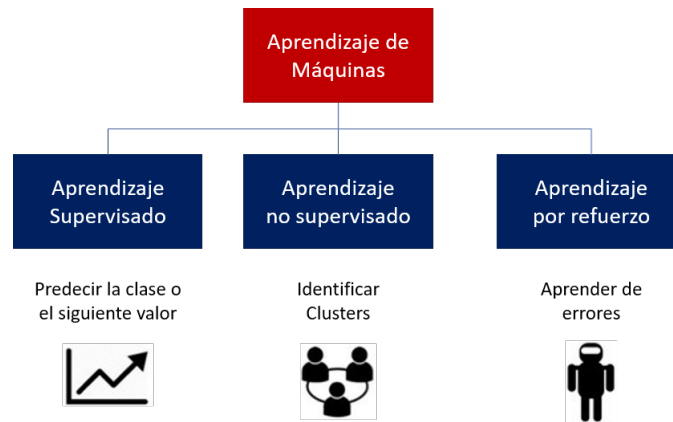 Aprendizaje de
Máquinas
Aprendizaje
Supervisado
Aprendizaje
no supervisado
Aprendizaje
por refuerzo
Predecir la clase o
el siguiente valor
Identificar
Clusters
Aprender de
errores